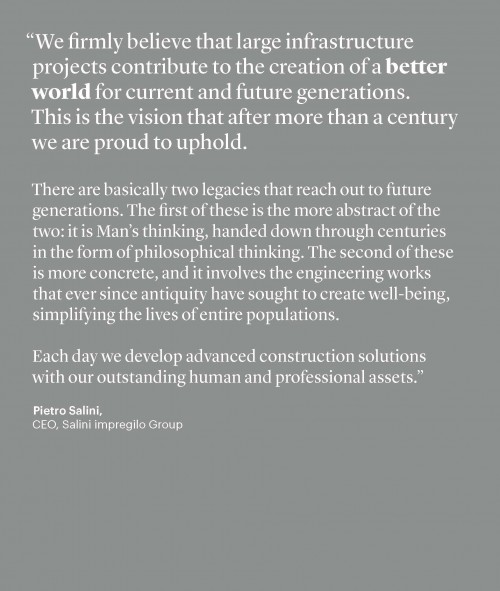 “We firmly believe that large infrastructure
projects contribute to the creation of a better
world for current and future generations.
This is the vision that after more than a century
we are proud to uphold.
There are basically two legacies that reach out to future
generations. The first of these is the more abstract of the
two: it is Man’s thinking, handed down through centuries
in the form of philosophical thinking. The second of these
is more concrete, and it involves the engineering works
that ever since antiquity have sought to create well-being,
simplifying the lives of entire populations.
Each day we develop advanced construction solutions
with our outstanding human and professional assets.”
Pietro Salini,
CEO, Salini impregilo Group